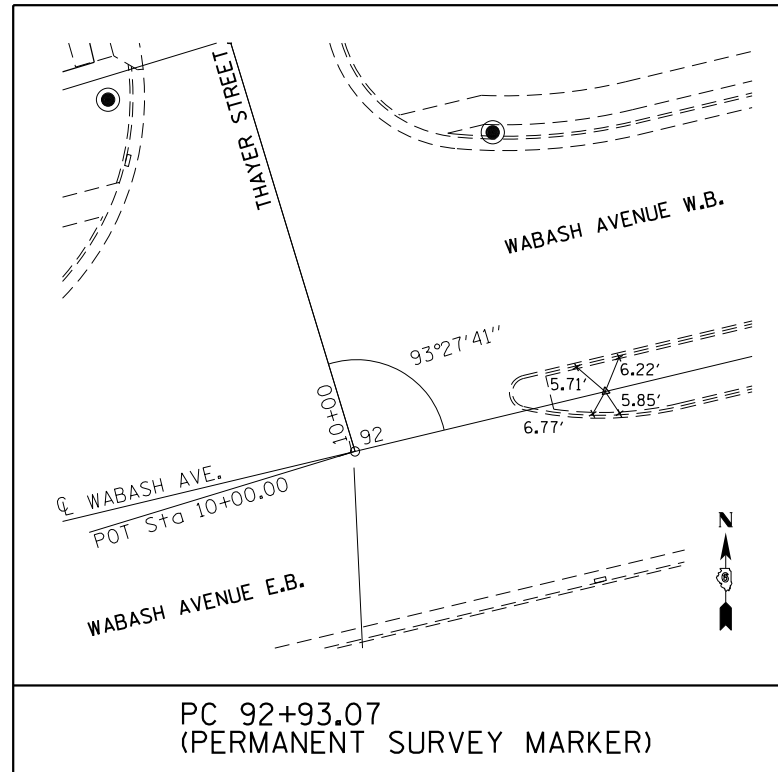 THAYER STREET
WABASH AVENUE W.B.
93°27'41''
6.22'
5.71'
5.85'
6.77'
10+00
92
℄ WABASH AVE.
POT Sta 10+00.00
N
WABASH AVENUE E.B.
PC 92+93.07
(PERMANENT SURVEY MARKER)